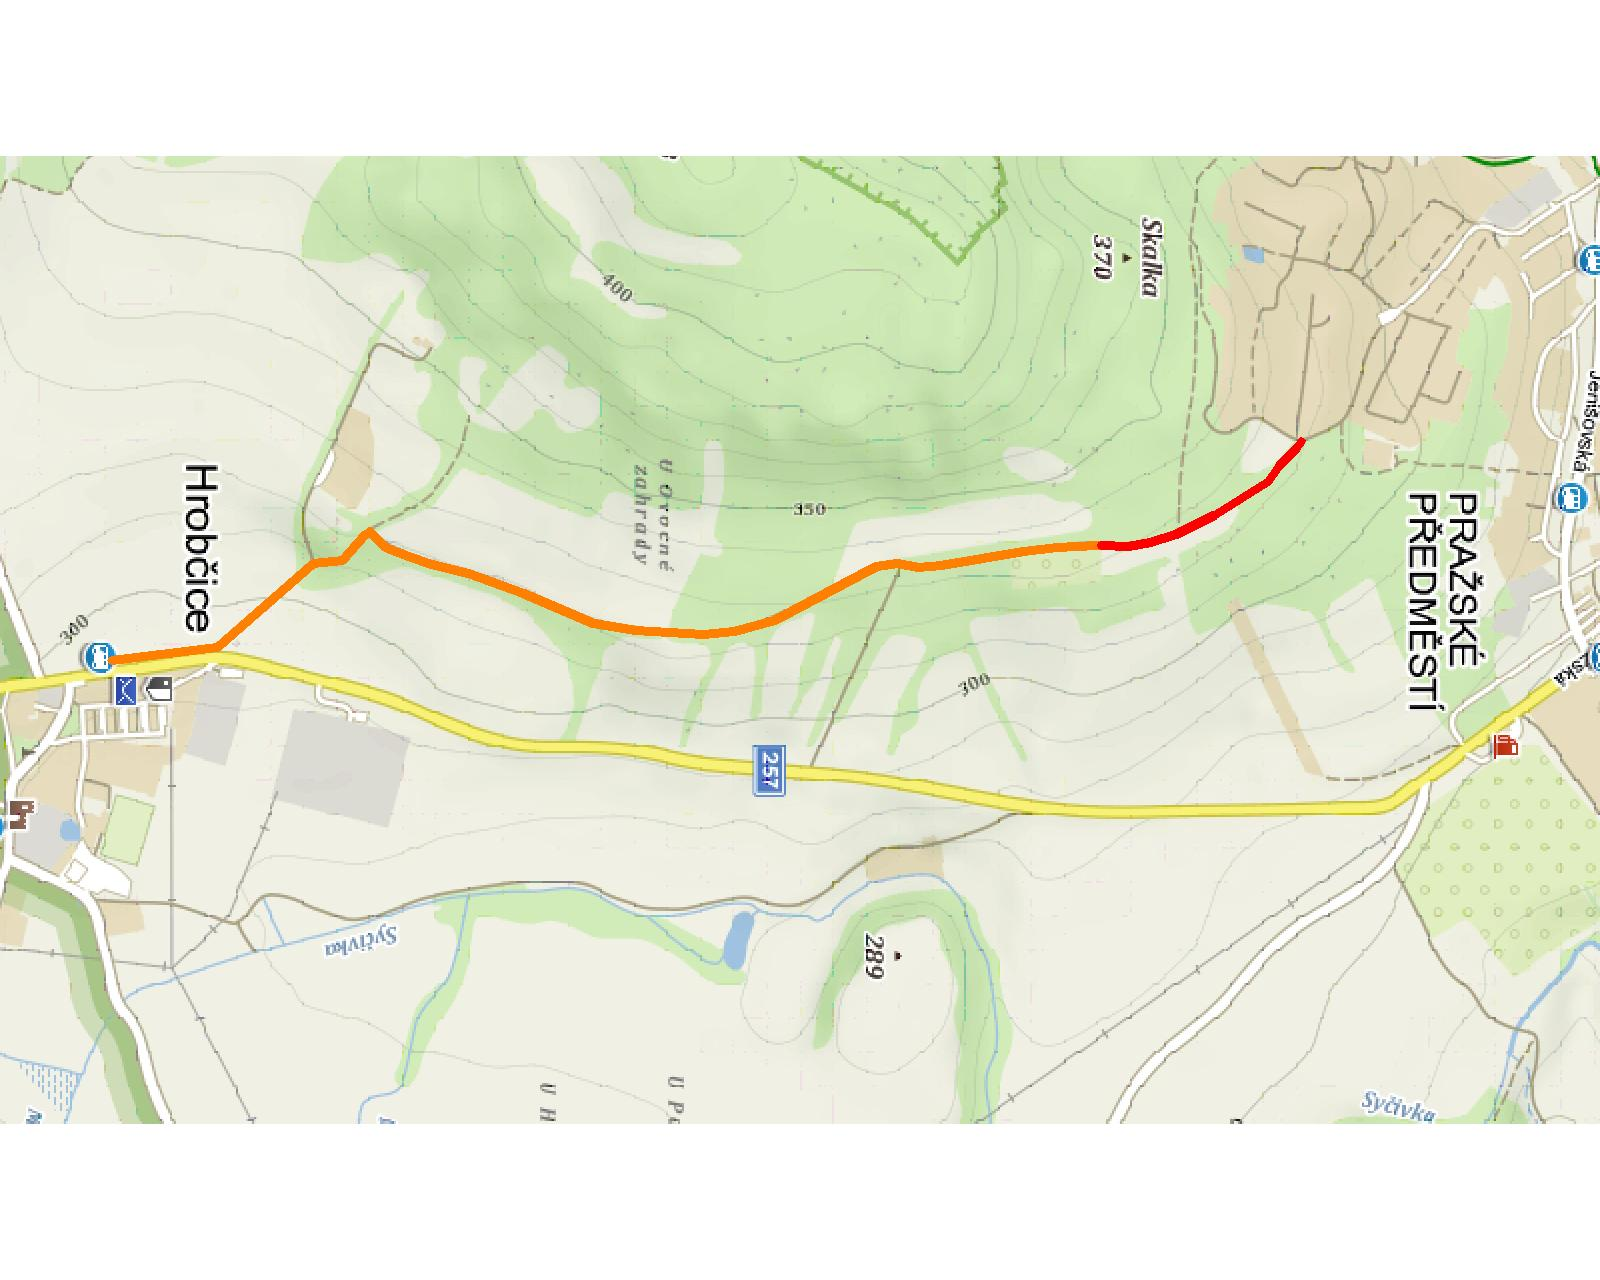 Skalka
370
400
Jenišovská
U Ovocné
zahrady
350
Hrobčice
PRAŽSKÉ
PŘEDMĚSTÍ
300
300
257
Syčivka
289
U H
U P
Syčivka